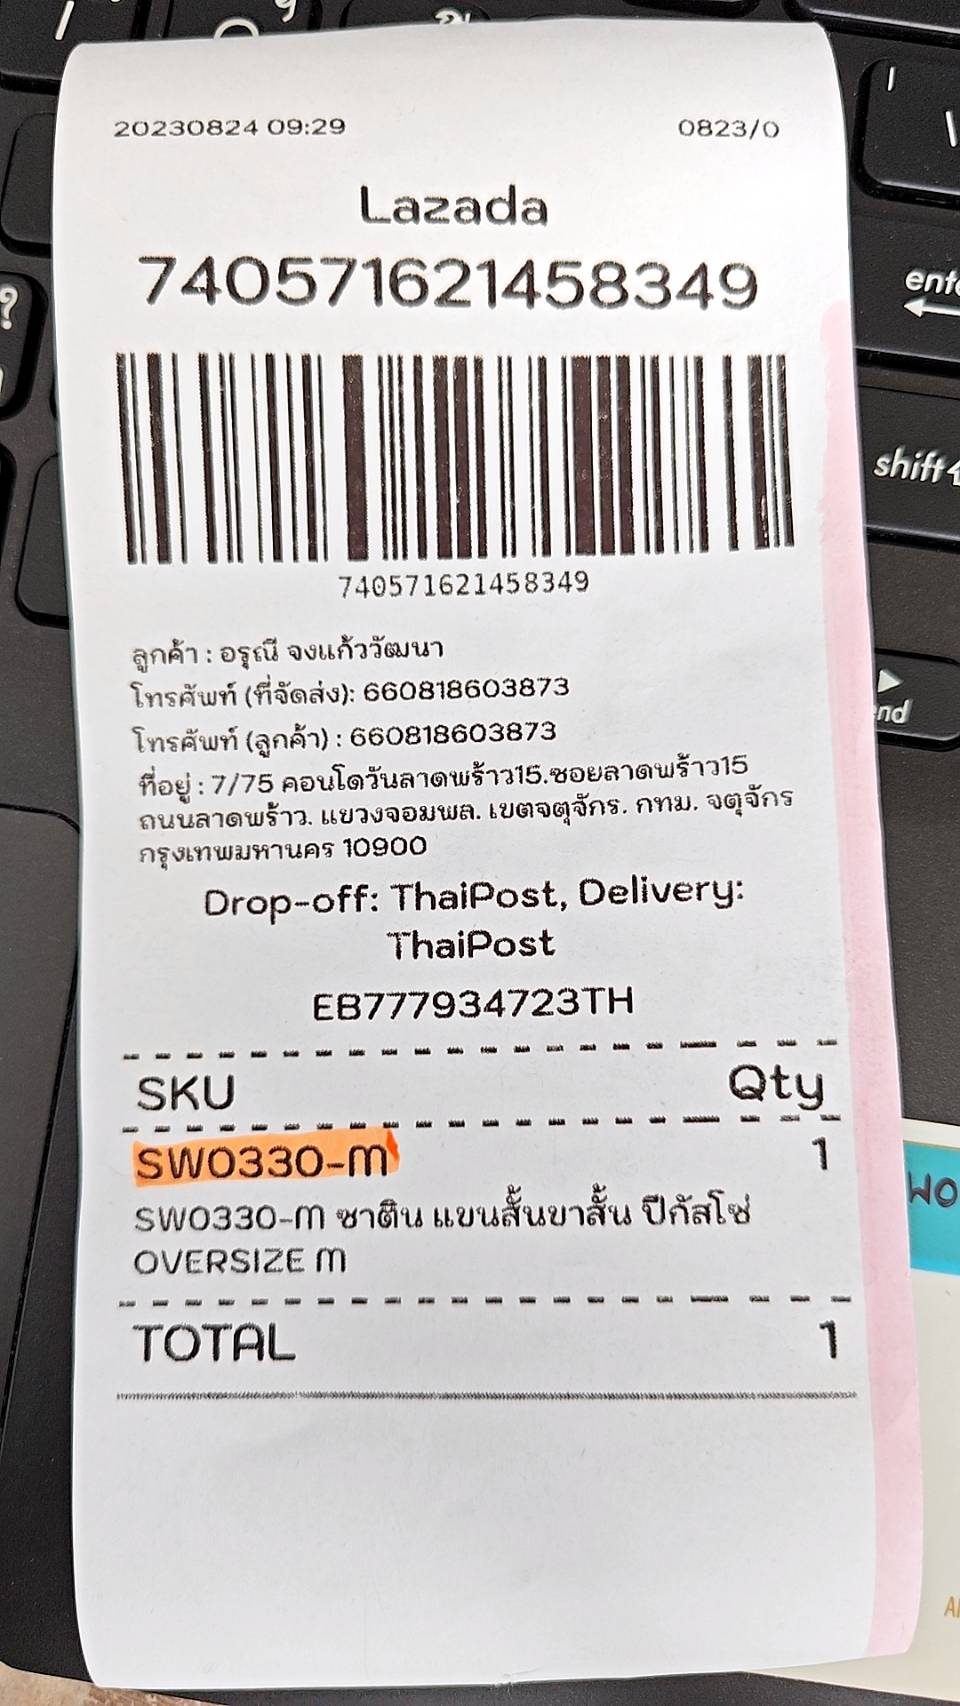 20230824 09:29 0823/0
Lazada
740571621458349
740571621458349
ลูกค้า : อรุณี จงแก้ววัฒนา
โทรศัพท์ (ที่จัดส่ง): 660818603873
โทรศัพท์ (ลูกค้า) : 660818603873
ที่อยู่ : 7/75 คอนโดวันลาดพร้าว15.ซอยลาดพร้าว15
ถนนลาดพร้าว. แขวงจอมพล. เขตจตุจักร. กทม. จตุจักร
กรุงเทพมหานคร 10900
Drop-off: ThaiPost, Delivery:
ThaiPost
EB777934723TH
SKU Qty
SW0330-M 1
SW0330-M ซาติน แขนสั้นขาสั้น ปีกัสโซ่
OVERSIZE M
TOTAL 1
ente
shift
nd
?